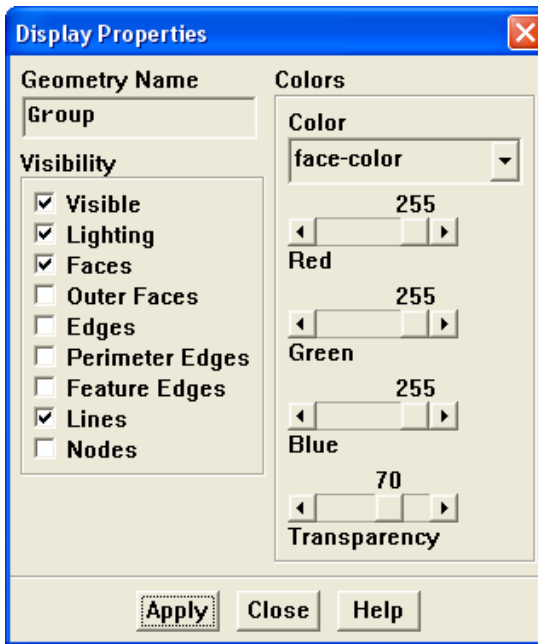 Display Properties
Geometry Name
Group
Visibility
Visible
Lighting
Faces
Outer Faces
Edges
Perimeter Edges
Feature Edges
Lines
Nodes
Colors
Color
face-color
255
Red
255
Green
255
Blue
70
Transparency
Apply
Close
Help